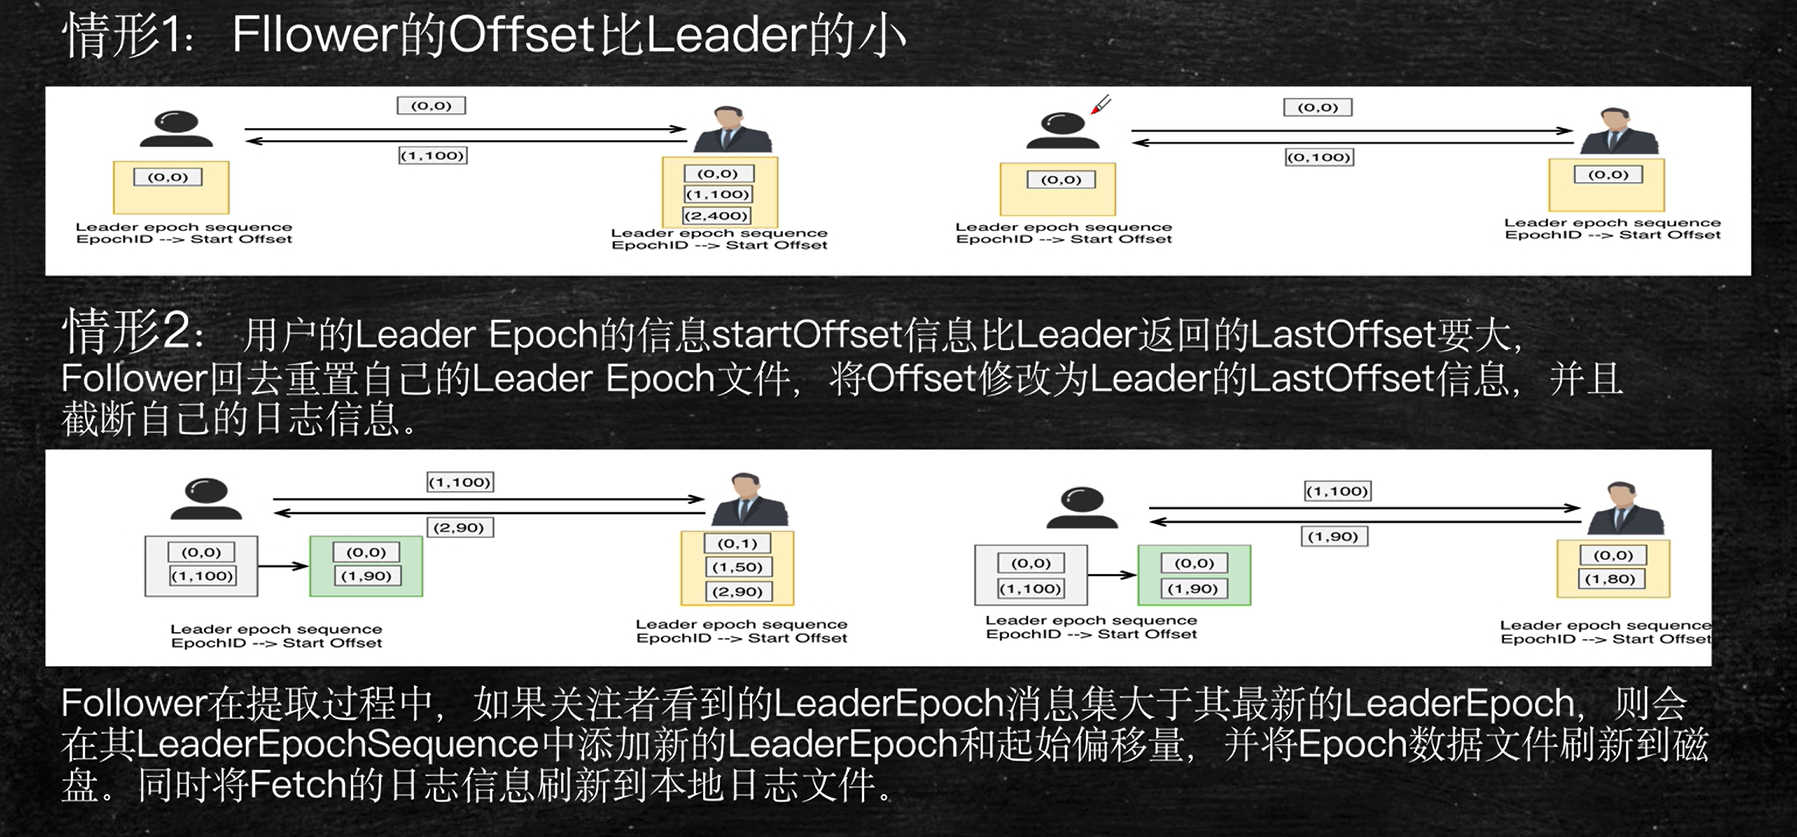 情形1：Fllower的Offset比Leader的小
(0,0)
(1,100)
(0,0)
(0,0)
(1,100)
(2,400)
Leader epoch sequence
EpochID --> Start Offset
Leader epoch sequence
EpochID --> Start Offset
(0,0)
(0,100)
(0,0)
(0,0)
Leader epoch sequence
EpochID --> Start Offset
Leader epoch sequence
EpochID --> Start Offset
情形2：用户的Leader Epoch的信息startOffset信息比Leader返回的LastOffset要大，
Follower回去重置自己的Leader Epoch文件，将Offset修改为Leader的LastOffset信息，并且
截断自己的日志信息。
(1,100)
(2,90)
(0,0)
(1,100)
(0,0)
(1,90)
(0,1)
(1,50)
(2,90)
Leader epoch sequence
EpochID --> Start Offset
Leader epoch sequence
EpochID --> Start Offset
(1,100)
(1,90)
(0,0)
(1,100)
(0,0)
(1,90)
(0,0)
(1,80)
Leader epoch sequence
EpochID --> Start Offset
Leader epoch sequence
EpochID --> Start Offset
Follower在提取过程中，如果关注者看到的LeaderEpoch消息集大于其最新的LeaderEpoch，则会
在其LeaderEpochSequence中添加新的LeaderEpoch和起始偏移量，并将Epoch数据文件刷新到磁
盘。同时将Fetch的日志信息刷新到本地日志文件。